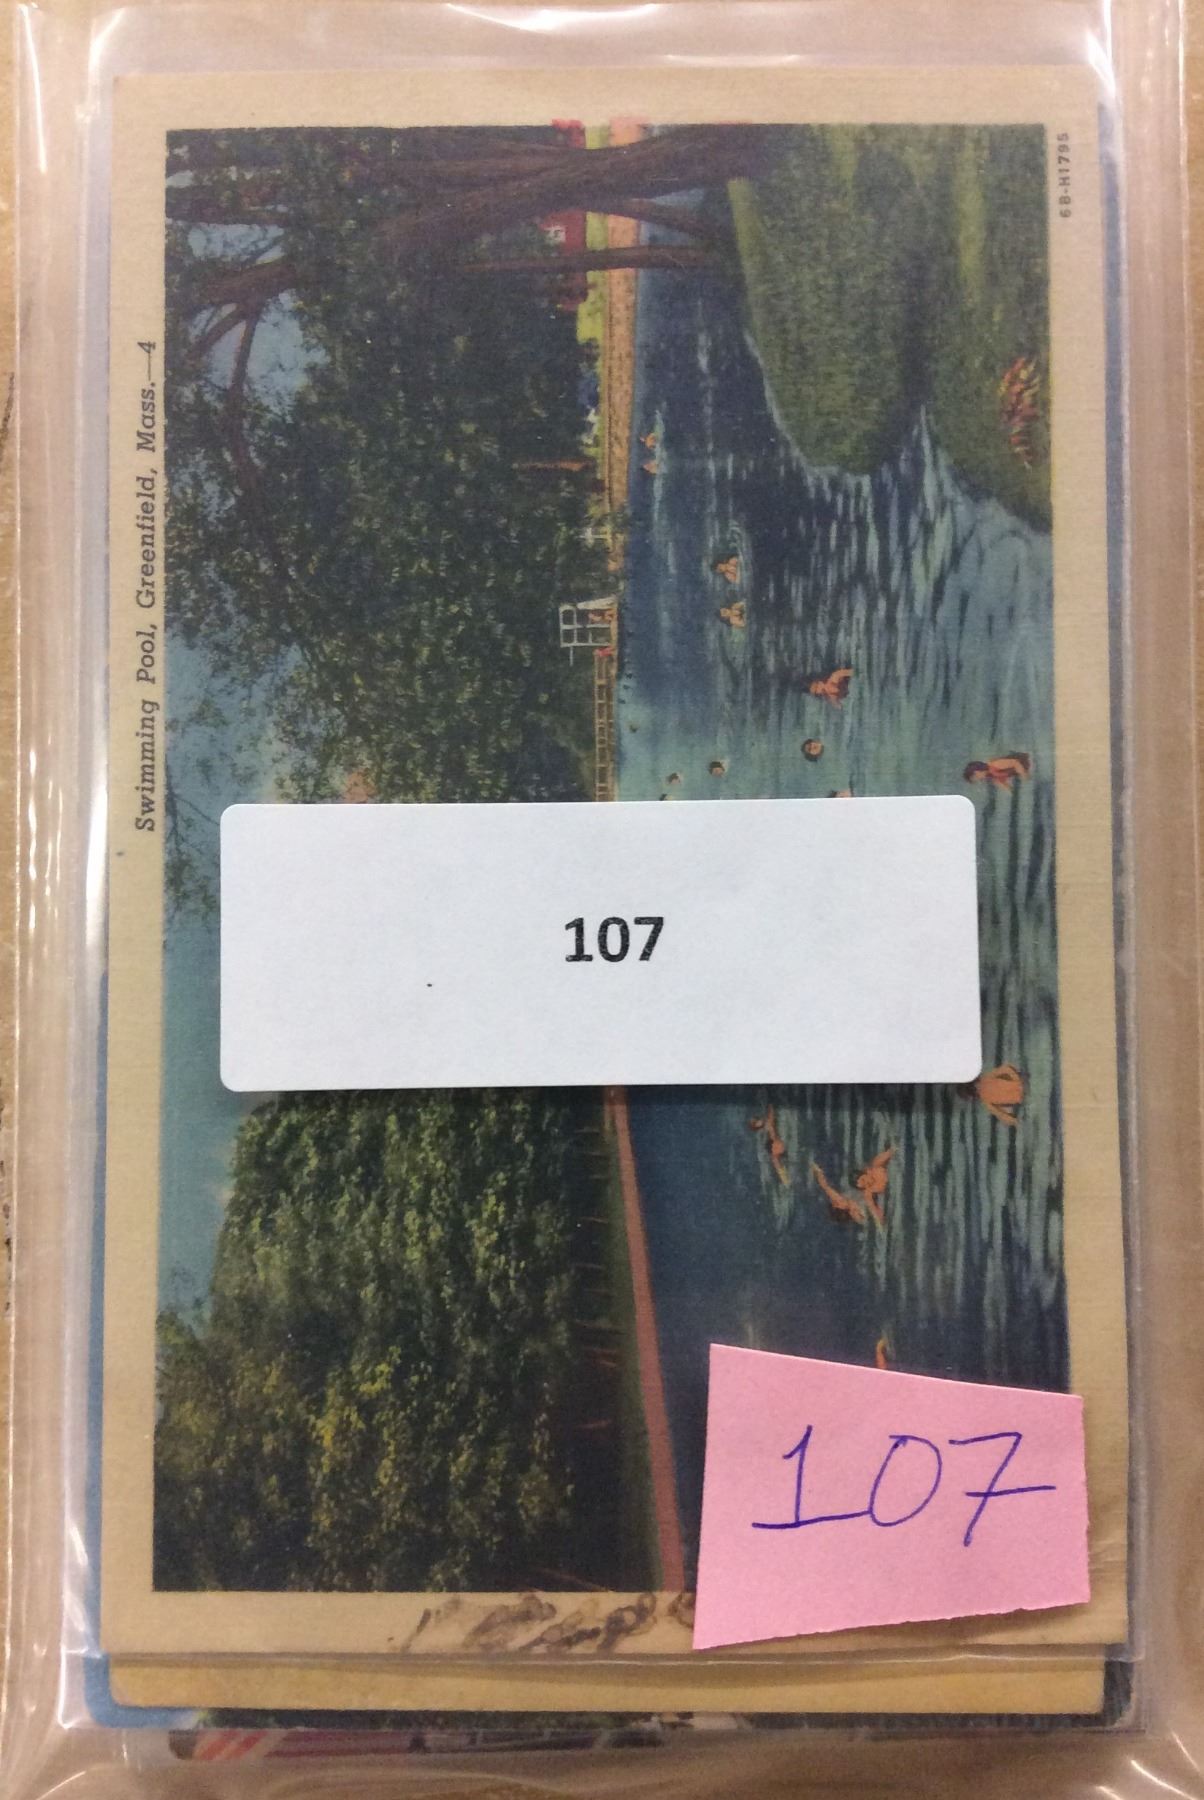 Swimming Pool, Greenfield, Mass.—4
6B-H1795
107
107